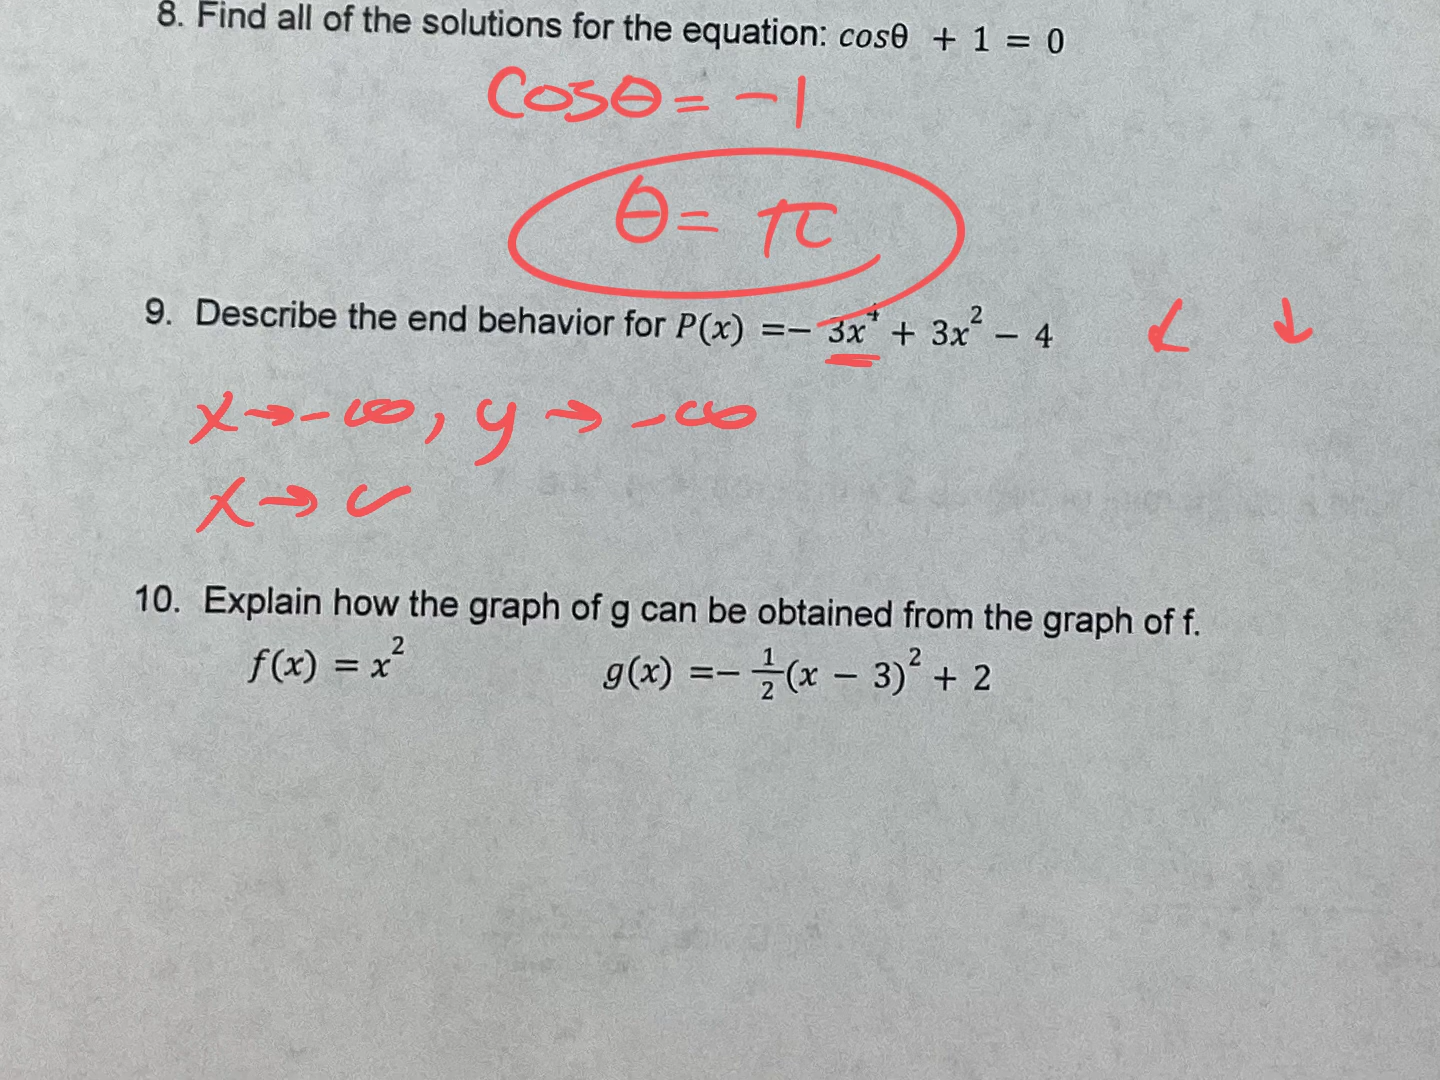 8. Find all of the solutions for the equation: cosθ + 1 = 0
cosθ = -1
θ = π
9. Describe the end behavior for P(x) =− 3x⁴ + 3x² − 4
↙ ↓
x → -∞, y → -∞
x →
10. Explain how the graph of g can be obtained from the graph of f.
f(x) = x² g(x) =− 1/2(x − 3)² + 2